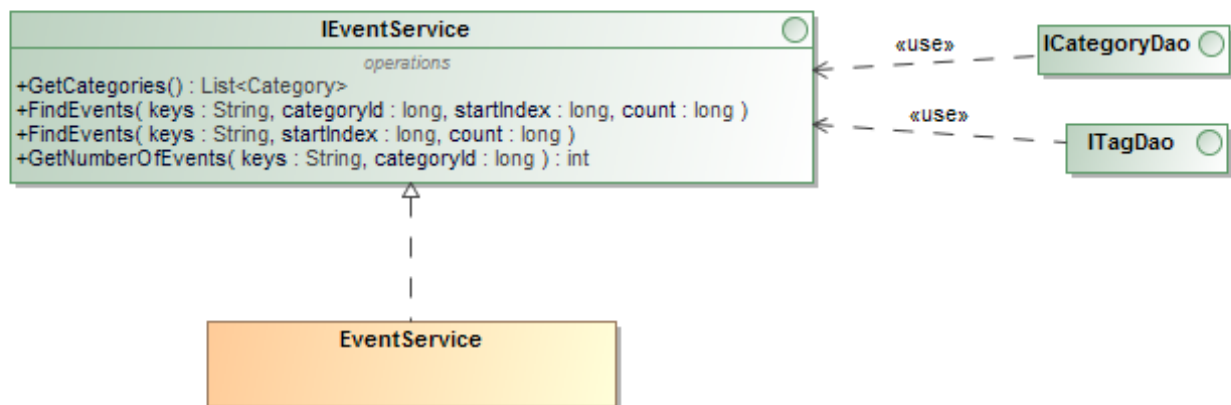 IEventService
operations
+GetCategories() : List<Category>
+FindEvents( keys : String, categoryId : long, startIndex : long, count : long )
+FindEvents( keys : String, startIndex : long, count : long )
+GetNumberOfEvents( keys : String, categoryId : long ) : int
«use»
ICategoryDao
«use»
ITagDao
EventService